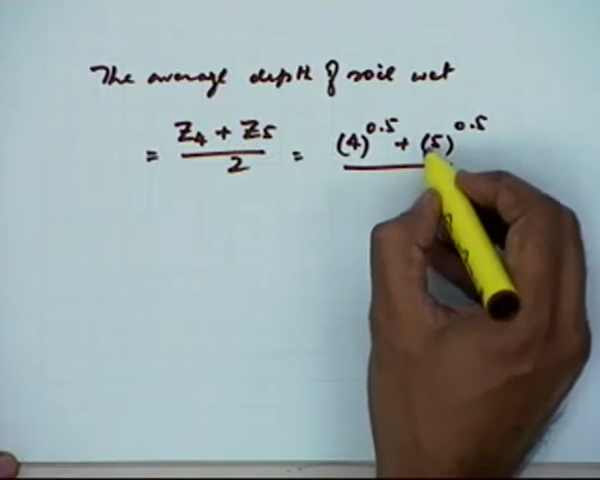 The average depth of soil wet
= Z4 + Z5 / 2 = (4)^0.5 + (5)^0.5